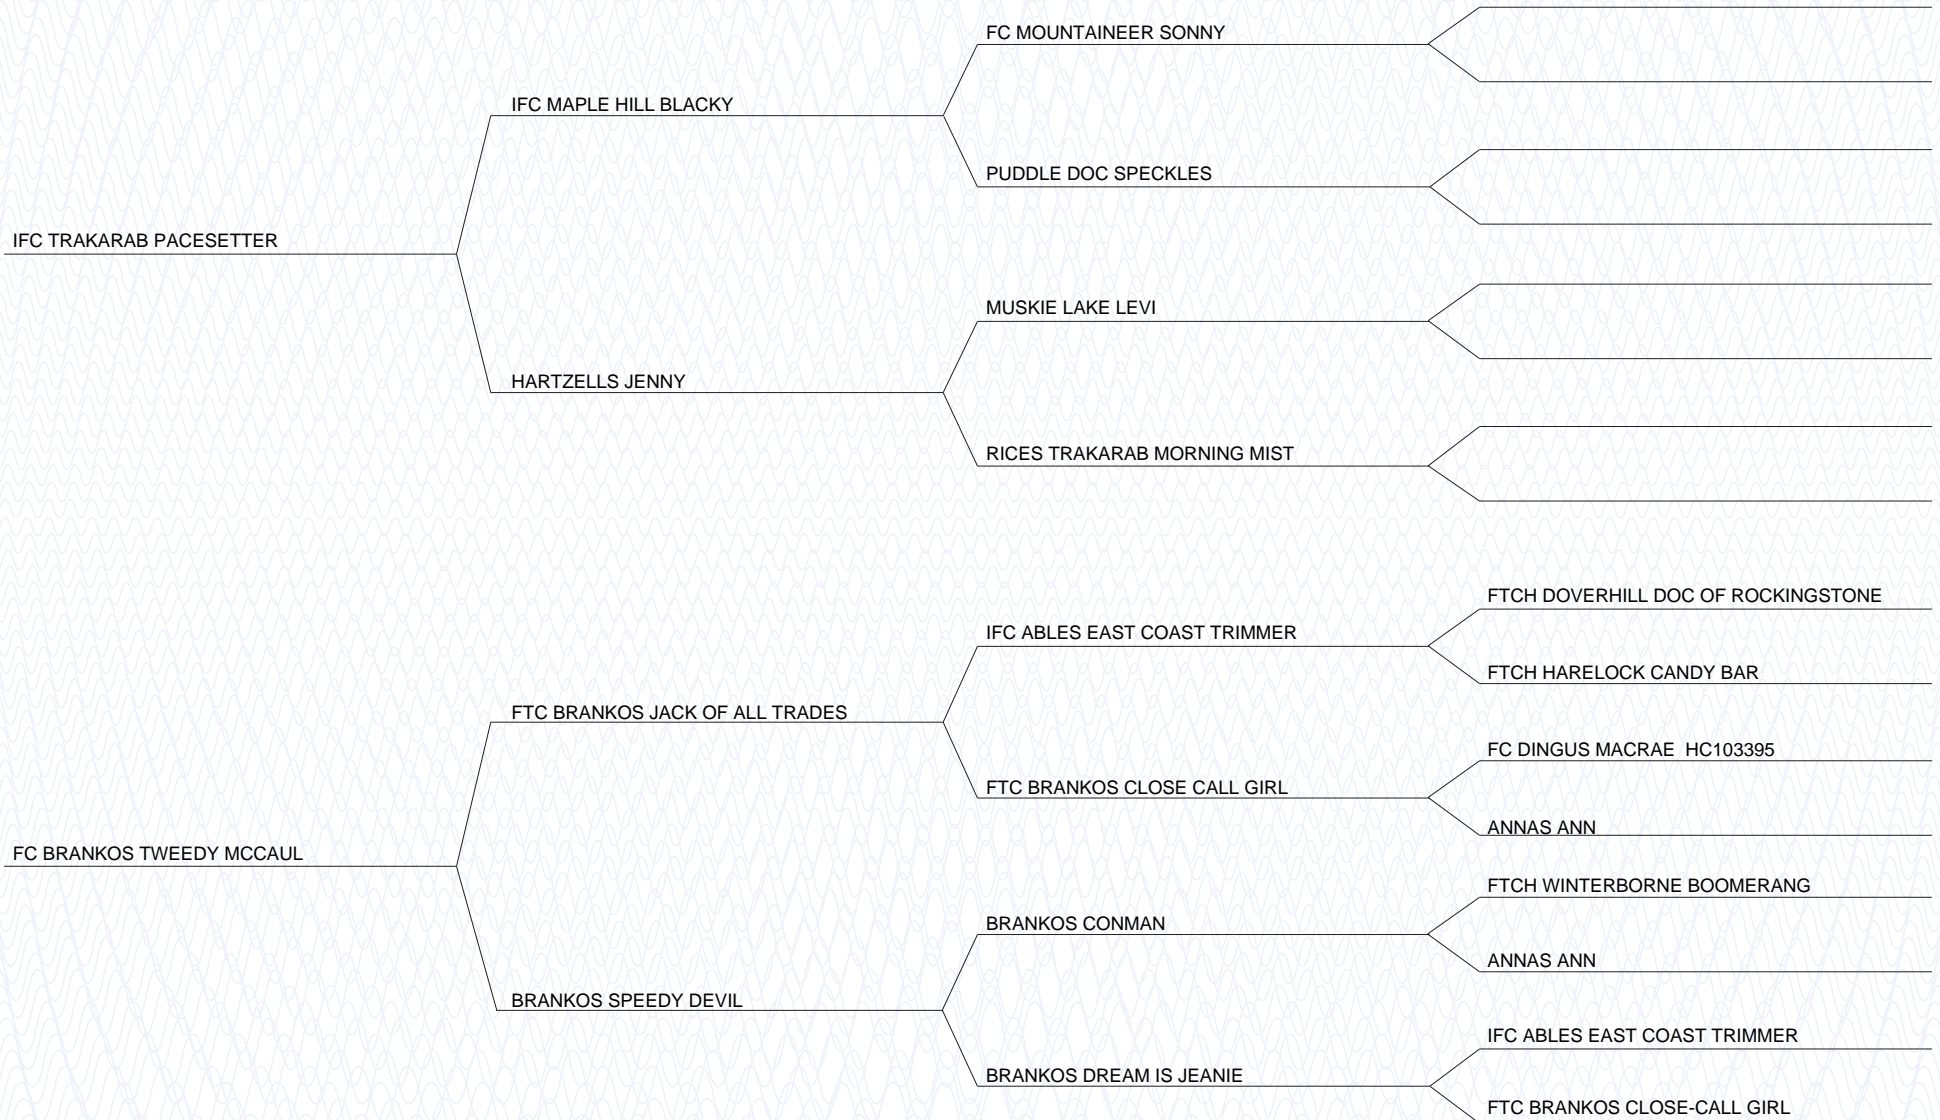 FC MOUNTAINEER SONNY
IFC MAPLE HILL BLACKY
PUDDLE DOC SPECKLES
IFC TRAKARAB PACESETTER
MUSKIE LAKE LEVI
HARTZELLS JENNY
RICES TRAKARAB MORNING MIST
FTCH DOVERHILL DOC OF ROCKINGSTONE
IFC ABLES EAST COAST TRIMMER
FTCH HARELOCK CANDY BAR
FTC BRANKOS JACK OF ALL TRADES
FC DINGUS MACRAE  HC103395
FTC BRANKOS CLOSE CALL GIRL
ANNAS ANN
FC BRANKOS TWEEDY MCCAUL
FTCH WINTERBORNE BOOMERANG
BRANKOS CONMAN
ANNAS ANN
BRANKOS SPEEDY DEVIL
IFC ABLES EAST COAST TRIMMER
BRANKOS DREAM IS JEANIE
FTC BRANKOS CLOSE-CALL GIRL